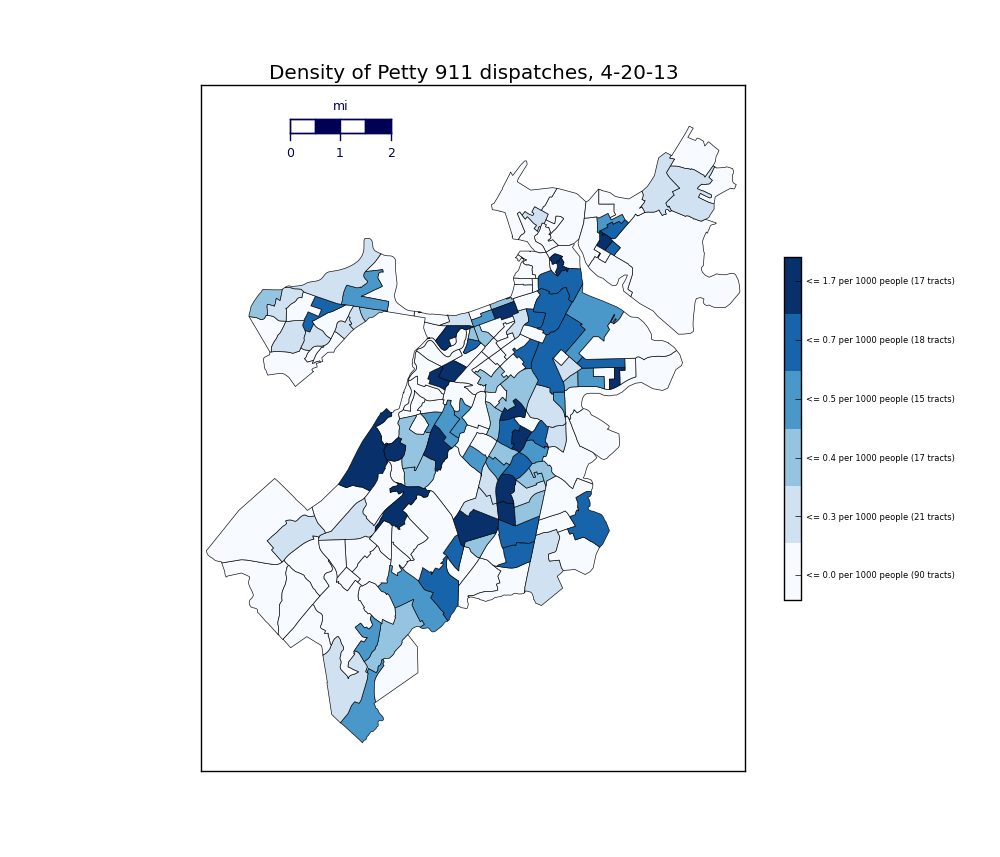 Density of Petty 911 dispatches, 4-20-13
mi
0 1 2
<= 1.7 per 1000 people (17 tracts)
<= 0.7 per 1000 people (18 tracts)
<= 0.5 per 1000 people (15 tracts)
<= 0.4 per 1000 people (17 tracts)
<= 0.3 per 1000 people (21 tracts)
<= 0.0 per 1000 people (90 tracts)